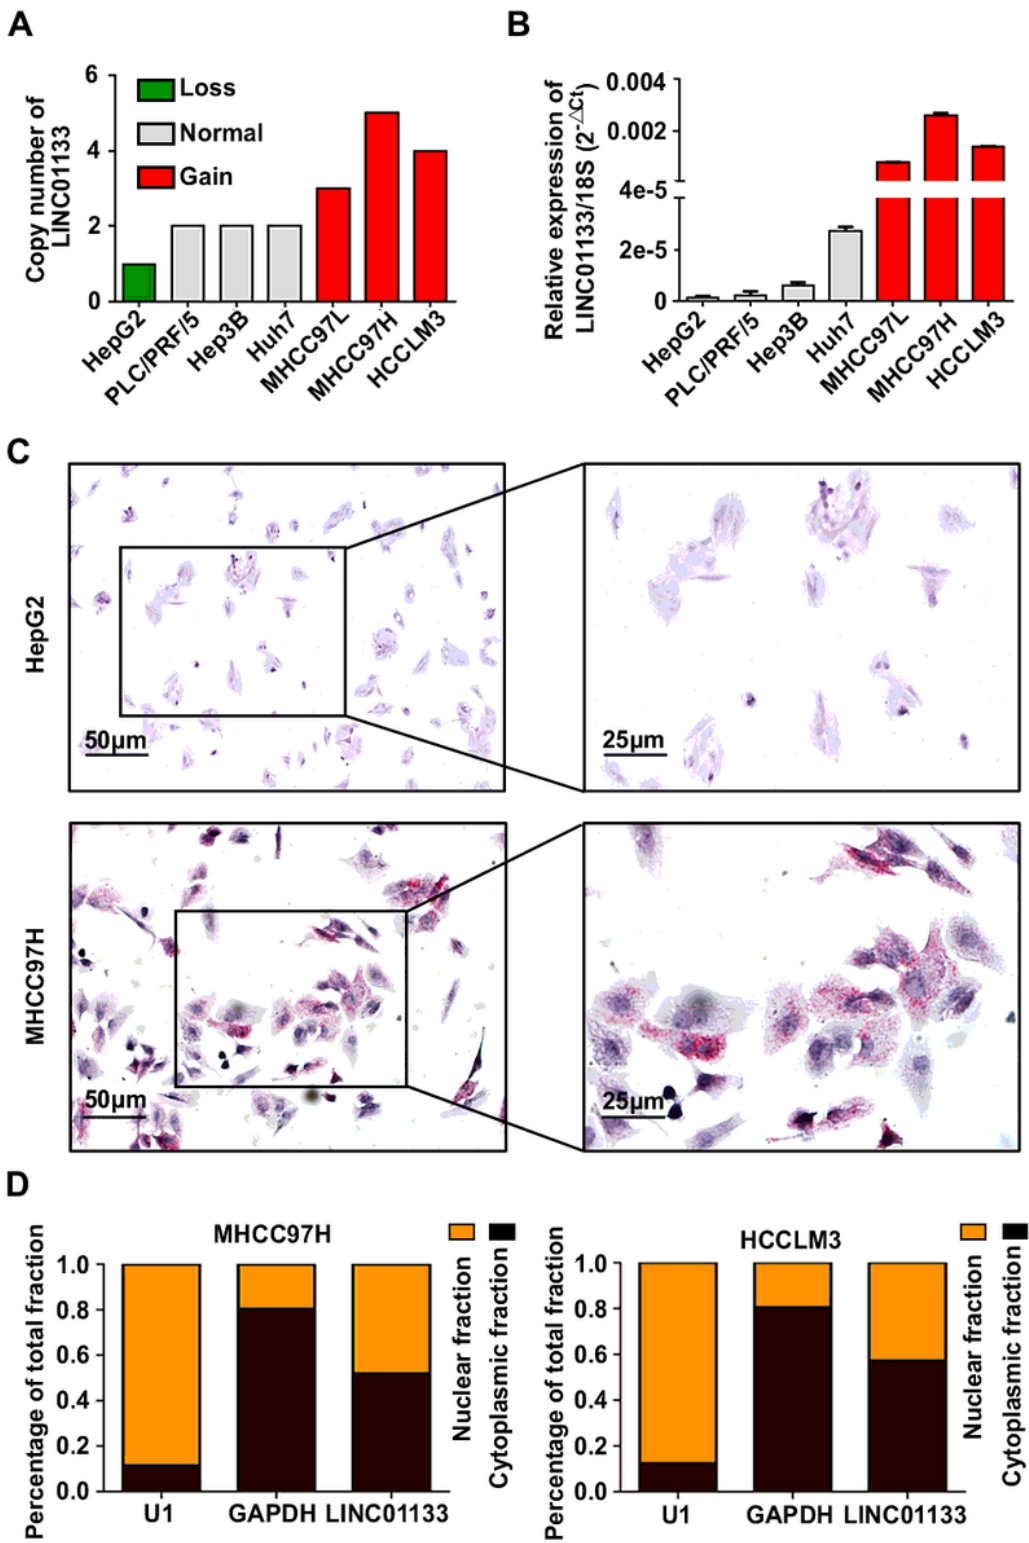 A
Copy number of
LINC01133
6
4
2
0
Loss
Normal
Gain
HepG2
PLC/PRF/5
Hep3B
Huh7
MHCC97L
MHCC97H
HCCLM3
B
Relative expression of
LINC01133/18S (2^-△Ct)
0.004
0.002
4e-5
2e-5
0
HepG2
PLC/PRF/5
Hep3B
Huh7
MHCC97L
MHCC97H
HCCLM3
C
HepG2
50μm
25μm
MHCC97H
50μm
25μm
D
MHCC97H
Percentage of total fraction
1.0
0.8
0.6
0.4
0.2
0.0
U1
GAPDH
LINC01133
Nuclear fraction
Cytoplasmic fraction
HCCLM3
Percentage of total fraction
1.0
0.8
0.6
0.4
0.2
0.0
U1
GAPDH
LINC01133
Nuclear fraction
Cytoplasmic fraction